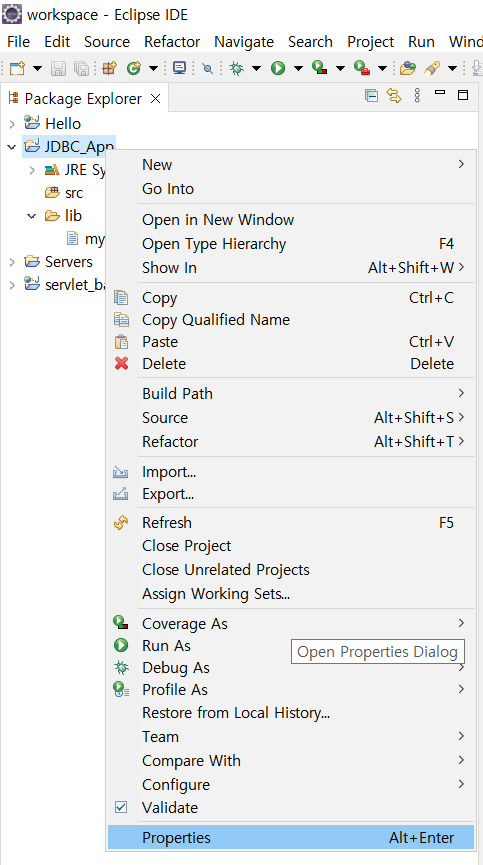 workspace - Eclipse IDE
File Edit Source Refactor Navigate Search Project Run Wind
Package Explorer
Hello
JDBC_App
JRE Sy
src
lib
my
Servers
servlet_ba
New
Go Into
Open in New Window
Open Type Hierarchy F4
Show In Alt+Shift+W
Copy Ctrl+C
Copy Qualified Name
Paste Ctrl+V
Delete Delete
Build Path
Source Alt+Shift+S
Refactor Alt+Shift+T
Import...
Export...
Refresh F5
Close Project
Close Unrelated Projects
Assign Working Sets...
Coverage As
Run As
Open Properties Dialog
Debug As
Profile As
Restore from Local History...
Team
Compare With
Configure
Validate
Properties Alt+Enter